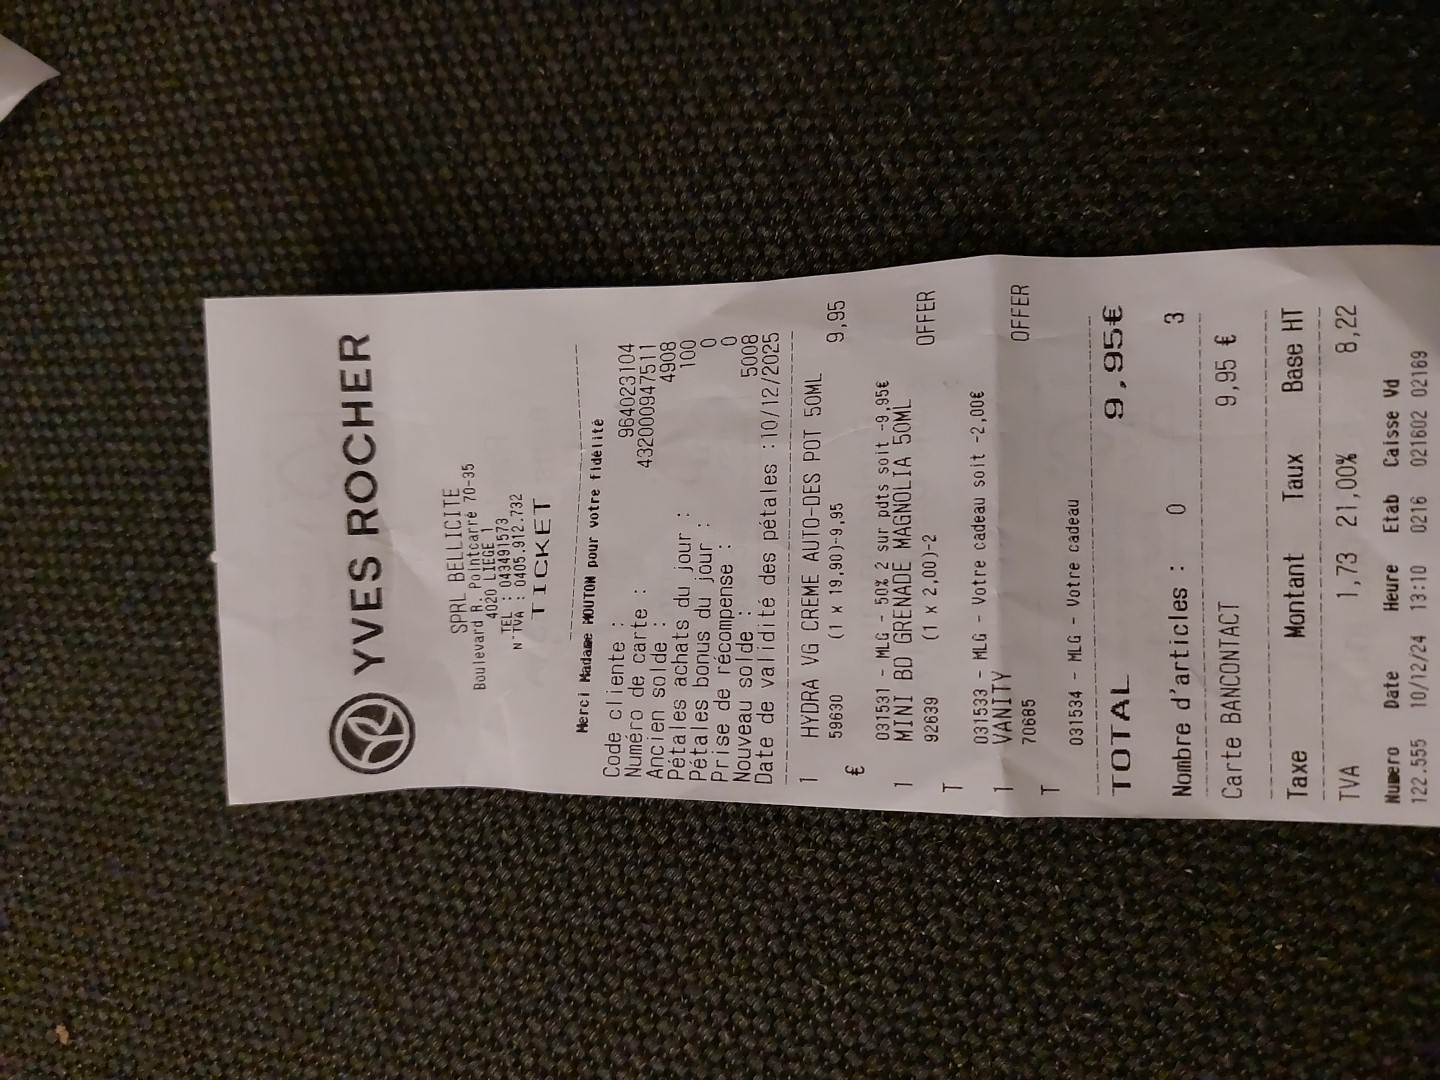 YVES ROCHER
SPRL BELLICITE
Boulevard R. Pointcarré 70-35
4020 LIEGE 1
TEL : 043491573
N° TVA : 0405.912.732
TICKET
Merci Madame MOUTON pour votre fidélité
Code cliente : 964023104
Numéro de carte : 4320000947511
Ancien solde : 4908
Pétales achats du jour : 100
Pétales bonus du jour : 0
Prise de récompense : 0
Nouveau solde : 5008
Date de validité des pétales :10/12/2025
1 HYDRA VG CREME AUTO-DES POT 50ML 9,95
59630 (1 x 19,90)-9,95
€
031531 - MLG - 50% 2 sur pdts soit -9,95€
1 MINI BD GRENADE MAGNOLIA 50ML OFFER
92639 (1 x 2,00)-2
T
031533 - MLG - Votre cadeau soit -2,00€
1 VANITY OFFER
70685
T
031534 - MLG - Votre cadeau
TOTAL 9,95€
Nombre d'articles : 0 3
Carte BANCONTACT 9,95 €
Taxe Montant Taux Base HT
TVA 1,73 21,00% 8,22
Numero Date Heure Etab Caisse Vd
122.555 10/12/24 13:10 0216 021602 02169